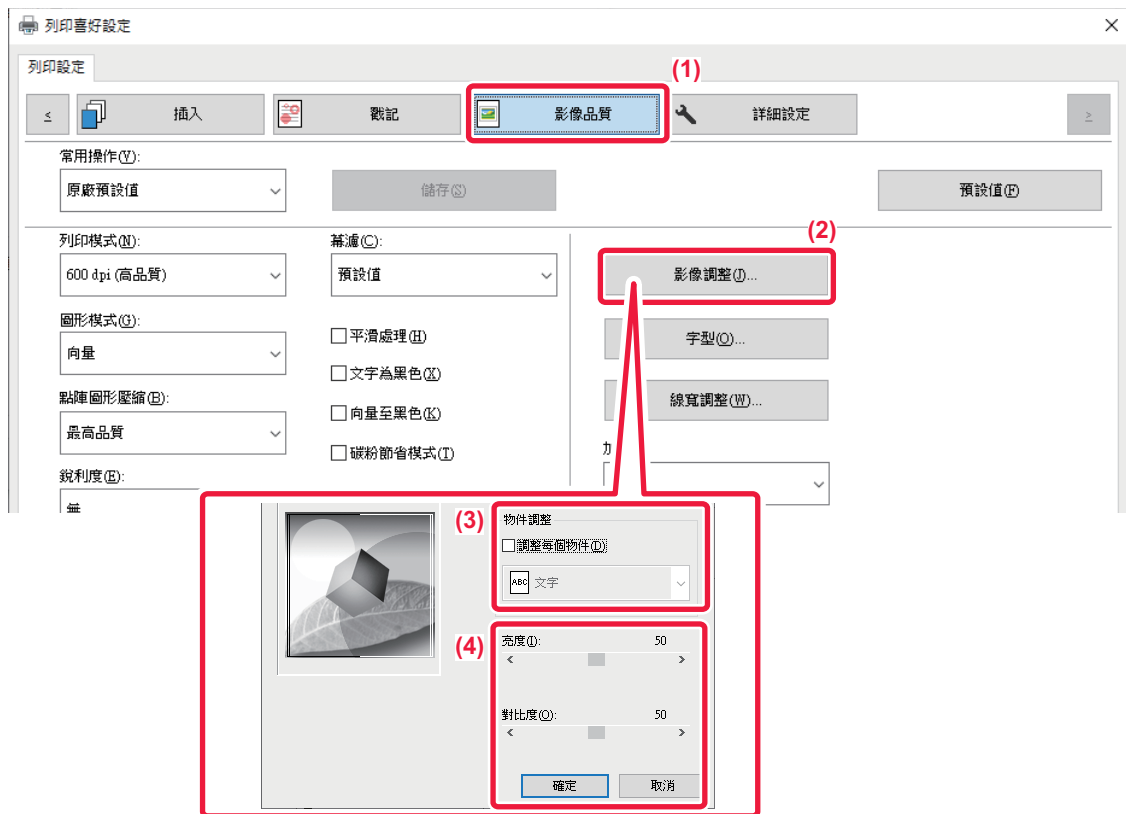 列印喜好設定
列印設定
(1)
≤ 插入 戳記 影像品質 詳細設定 ≥
常用操作(V):
原廠預設值 儲存(S) 預設值(F)
列印模式(N): 幕濾(C): (2)
600 dpi (高品質) 預設值 影像調整(J)...
圖形模式(G):
向量 平滑處理(H) 字型(O)...
文字為黑色(X)
點陣圖形壓縮(B): 向量至黑色(K) 線寬調整(W)...
最高品質 碳粉節省模式(T)
銳利度(E):
無
(3) 物件調整
調整每個物件(D)
ABC 文字
(4) 亮度(I): 50
< >
對比度(O): 50
< >
確定 取消